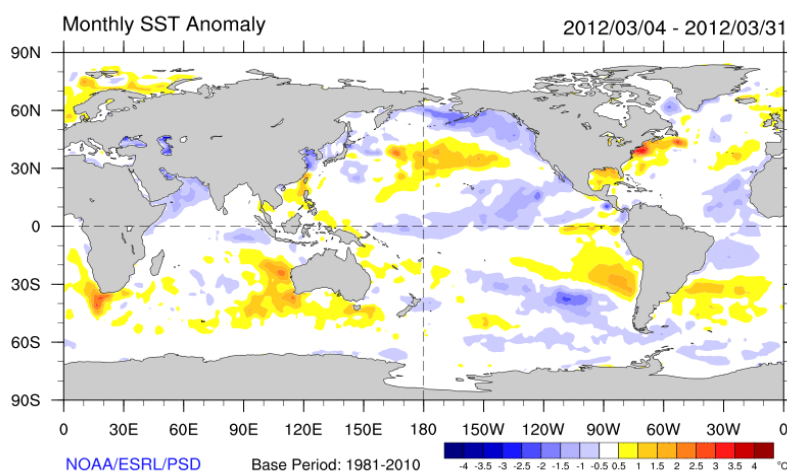 Monthly SST Anomaly 2012/03/04 - 2012/03/31
90N
60N
30N
0
30S
60S
90S
0 30E 60E 90E 120E 150E 180 150W 120W 90W 60W 30W 0
NOAA/ESRL/PSD Base Period: 1981-2010
-4 -3.5 -3 -2.5 -2 -1.5 -1 -0.5 0.5 1 1.5 2 2.5 3 3.5 4 °C